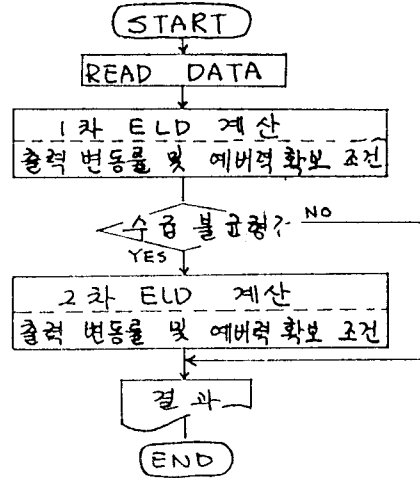 START
READ DATA
1차 ELD 계산
출력 변동률 및 예비력 확보 조건
수급 불균형? NO
YES
2차 ELD 계산
출력 변동률 및 예비력 확보 조건
결과
END